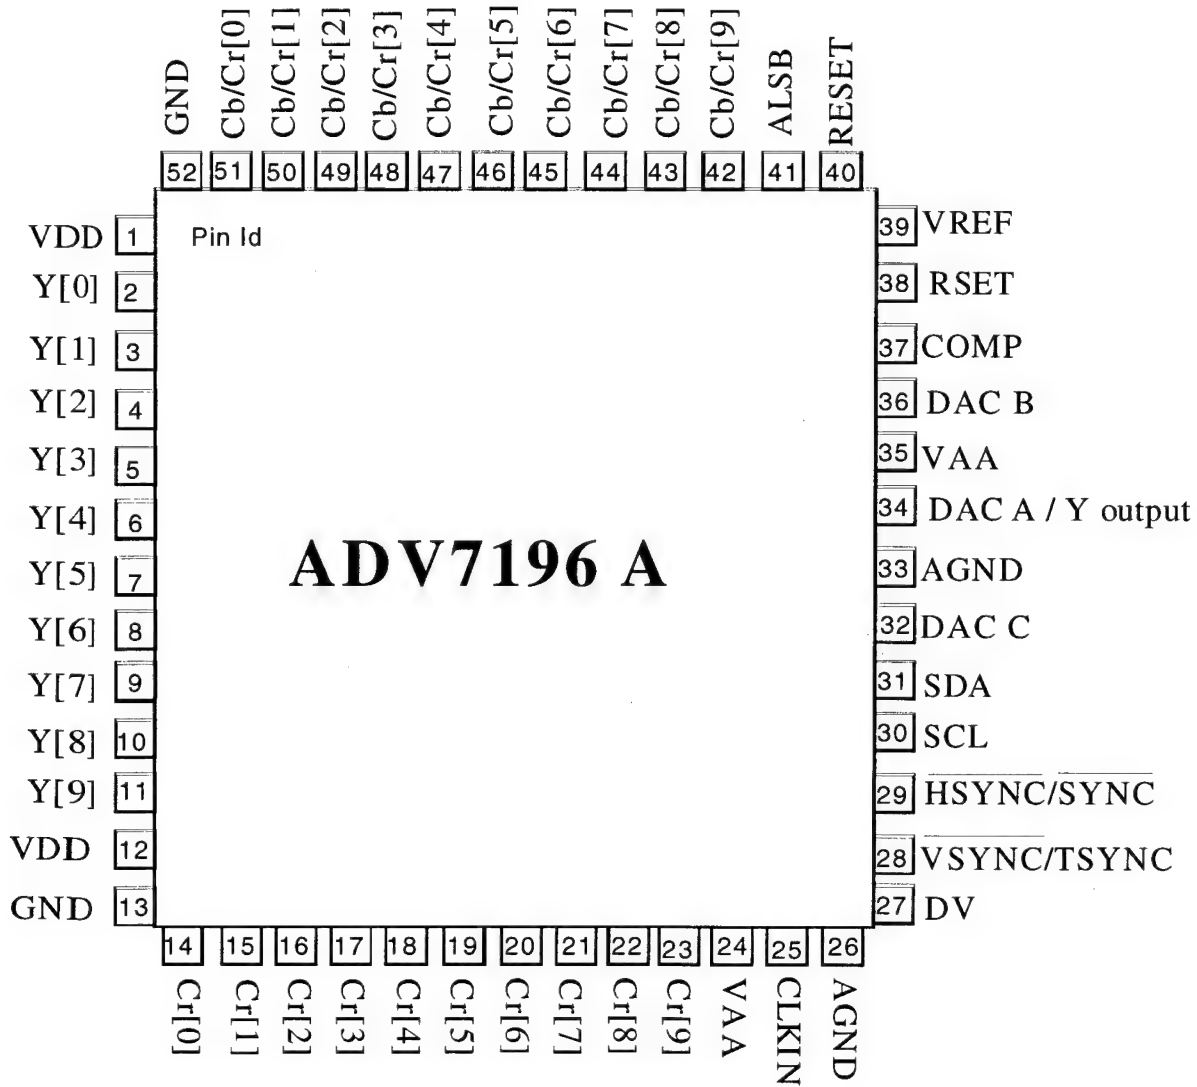 GND
Cb/Cr[0]
Cb/Cr[1]
Cb/Cr[2]
Cb/Cr[3]
Cb/Cr[4]
Cb/Cr[5]
Cb/Cr[6]
Cb/Cr[7]
Cb/Cr[8]
Cb/Cr[9]
ALSB
RESET
52 51 50 49 48 47 46 45 44 43 42 41 40
VDD 1
Y[0] 2
Y[1] 3
Y[2] 4
Y[3] 5
Y[4] 6
Y[5] 7
Y[6] 8
Y[7] 9
Y[8] 10
Y[9] 11
VDD 12
GND 13
Pin Id
ADV7196 A
39 VREF
38 RSET
37 COMP
36 DAC B
35 VAA
34 DAC A / Y output
33 AGND
32 DAC C
31 SDA
30 SCL
29 HSYNC/SYNC
28 VSYNC/TSYNC
27 DV
14 15 16 17 18 19 20 21 22 23 24 25 26
Cr[0]
Cr[1]
Cr[2]
Cr[3]
Cr[4]
Cr[5]
Cr[6]
Cr[7]
Cr[8]
Cr[9]
VAA
CLKIN
AGND